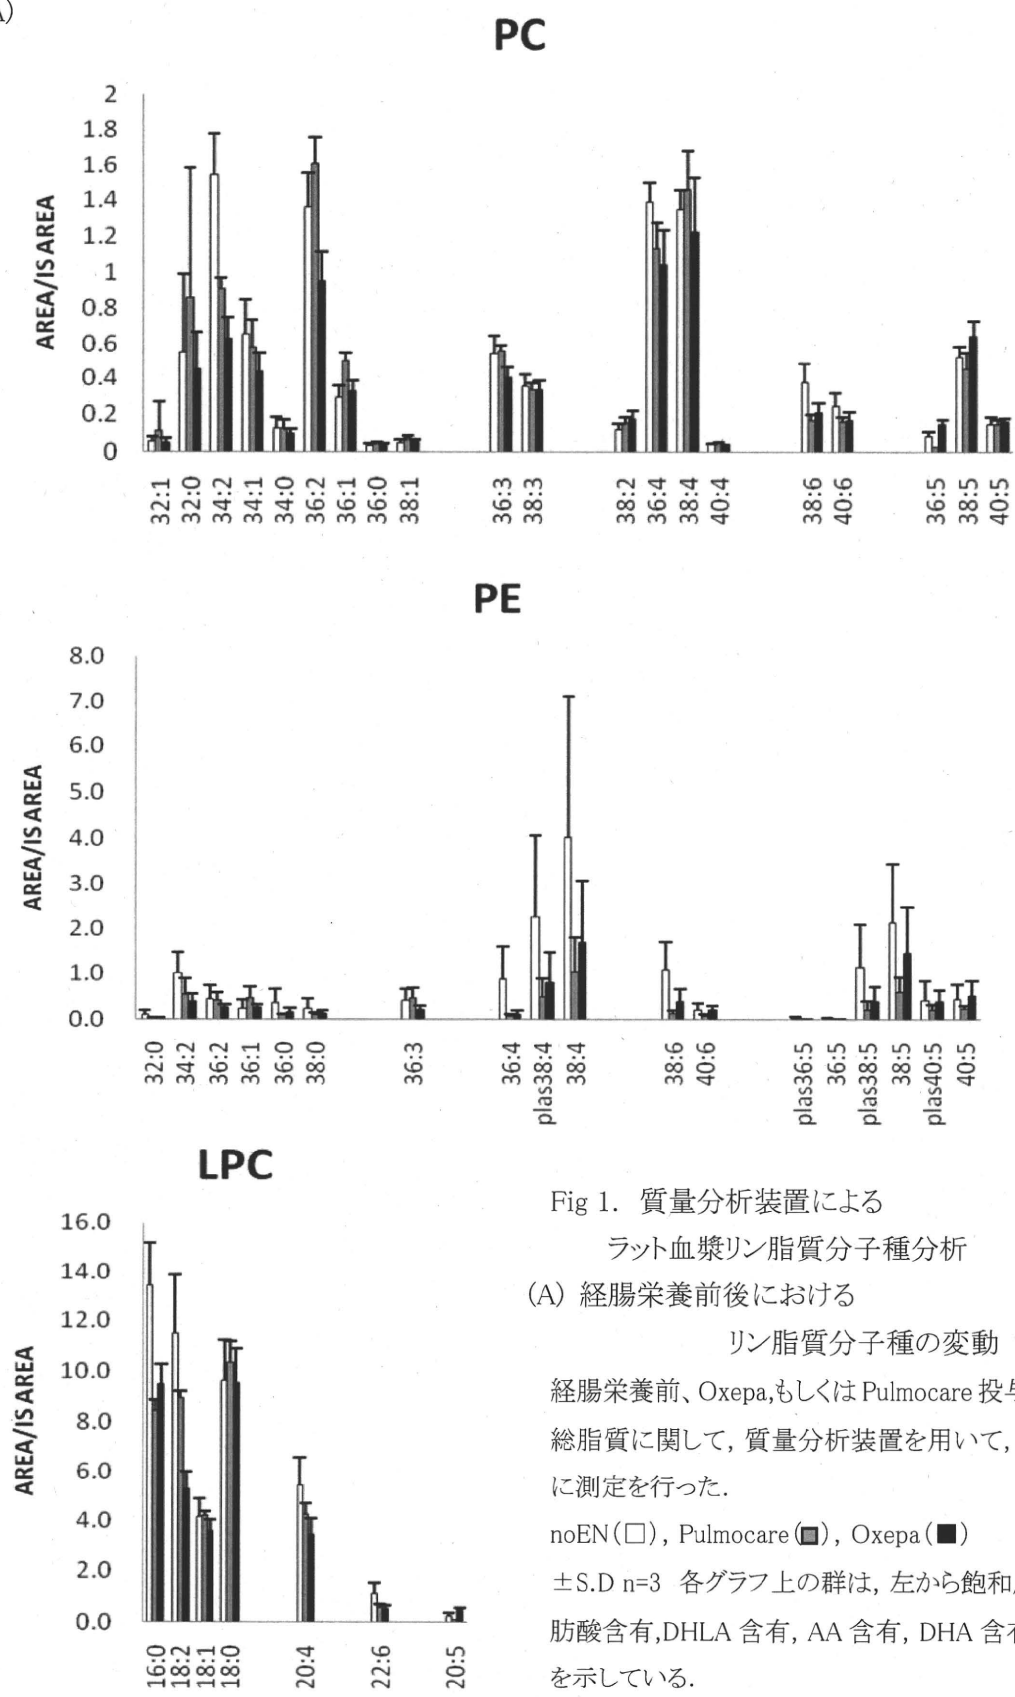 A)
PC
2
1.8
1.6
1.4
1.2
1
0.8
0.6
0.4
0.2
0
AREA/IS AREA
32:1 32:0 34:2 34:1 34:0 36:2 36:1 36:0 38:1 36:3 38:3 38:2 36:4 38:4 40:4 38:6 40:6 36:5 38:5 40:5
PE
8.0
7.0
6.0
5.0
4.0
3.0
2.0
1.0
0.0
AREA/IS AREA
32:0 34:2 36:2 36:1 36:0 38:0 36:3 36:4 plas38:4 38:4 38:6 40:6 plas36:5 36:5 plas38:5 38:5 plas40:5 40:5
LPC
16.0
14.0
12.0
10.0
8.0
6.0
4.0
2.0
0.0
AREA/IS AREA
16:0 18:2 18:1 18:0 20:4 22:6 20:5
Fig 1. 質量分析装置による
ラット血漿リン脂質分子種分析
(A) 経腸栄養前後における
リン脂質分子種の変動
経腸栄養前、Oxepa,もしくは Pulmocare 投与
総脂質に関して, 質量分析装置を用いて,
に測定を行った.
noEN(□), Pulmocare(■), Oxepa(■)
±S.D n=3 各グラフ上の群は, 左から飽和
肪酸含有,DHLA 含有, AA 含有, DHA 含有
を示している.